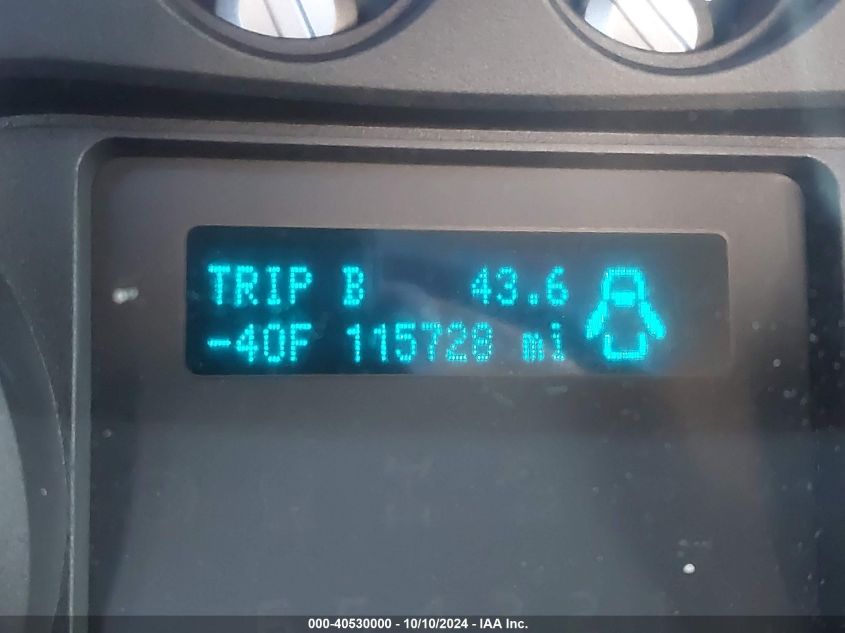 TRIP B 43.6
-40F 115728 mi
000-40530000 - 10/10/2024 - IAA Inc.